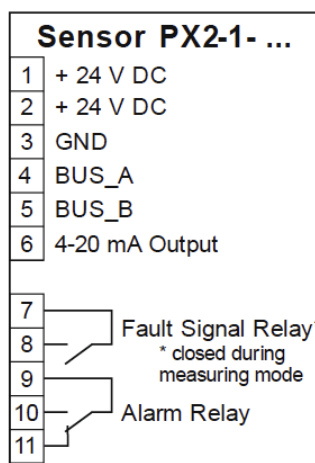 Sensor PX2-1- ...
1 + 24 V DC
2 + 24 V DC
3 GND
4 BUS_A
5 BUS_B
6 4-20 mA Output
7
Fault Signal Relay*
8
* closed during
measuring mode
9
10 Alarm Relay
11